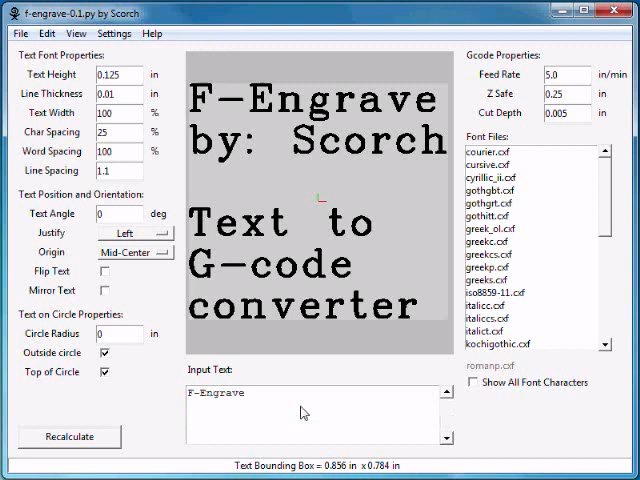 f-engrave-0.1.py by Scorch
File Edit View Settings Help
Text Font Properties:
Text Height 0.125 in
Line Thickness 0.01 in
Text Width 100 %
Char Spacing 25 %
Word Spacing 100 %
Line Spacing 1.1
Text Position and Orientation:
Text Angle 0 deg
Justify Left
Origin Mid-Center
Flip Text
Mirror Text
Text on Circle Properties:
Circle Radius 0 in
Outside circle
Top of Circle
Recalculate
F-Engrave
by: Scorch
Text to
G-code
converter
Input Text:
F-Engrave
Gcode Properties:
Feed Rate 5.0 in/min
Z Safe 0.25 in
Cut Depth 0.005 in
Font Files:
courier.cxf
cursive.cxf
cyrillic_ii.cxf
gothgbt.cxf
gothgrt.cxf
gothitt.cxf
greek_ol.cxf
greekc.cxf
greekcs.cxf
greekp.cxf
greeks.cxf
iso8859-11.cxf
italicc.cxf
italiccs.cxf
italict.cxf
kochigothic.cxf
romanp.cxf
Show All Font Characters
Text Bounding Box = 0.856 in x 0.784 in